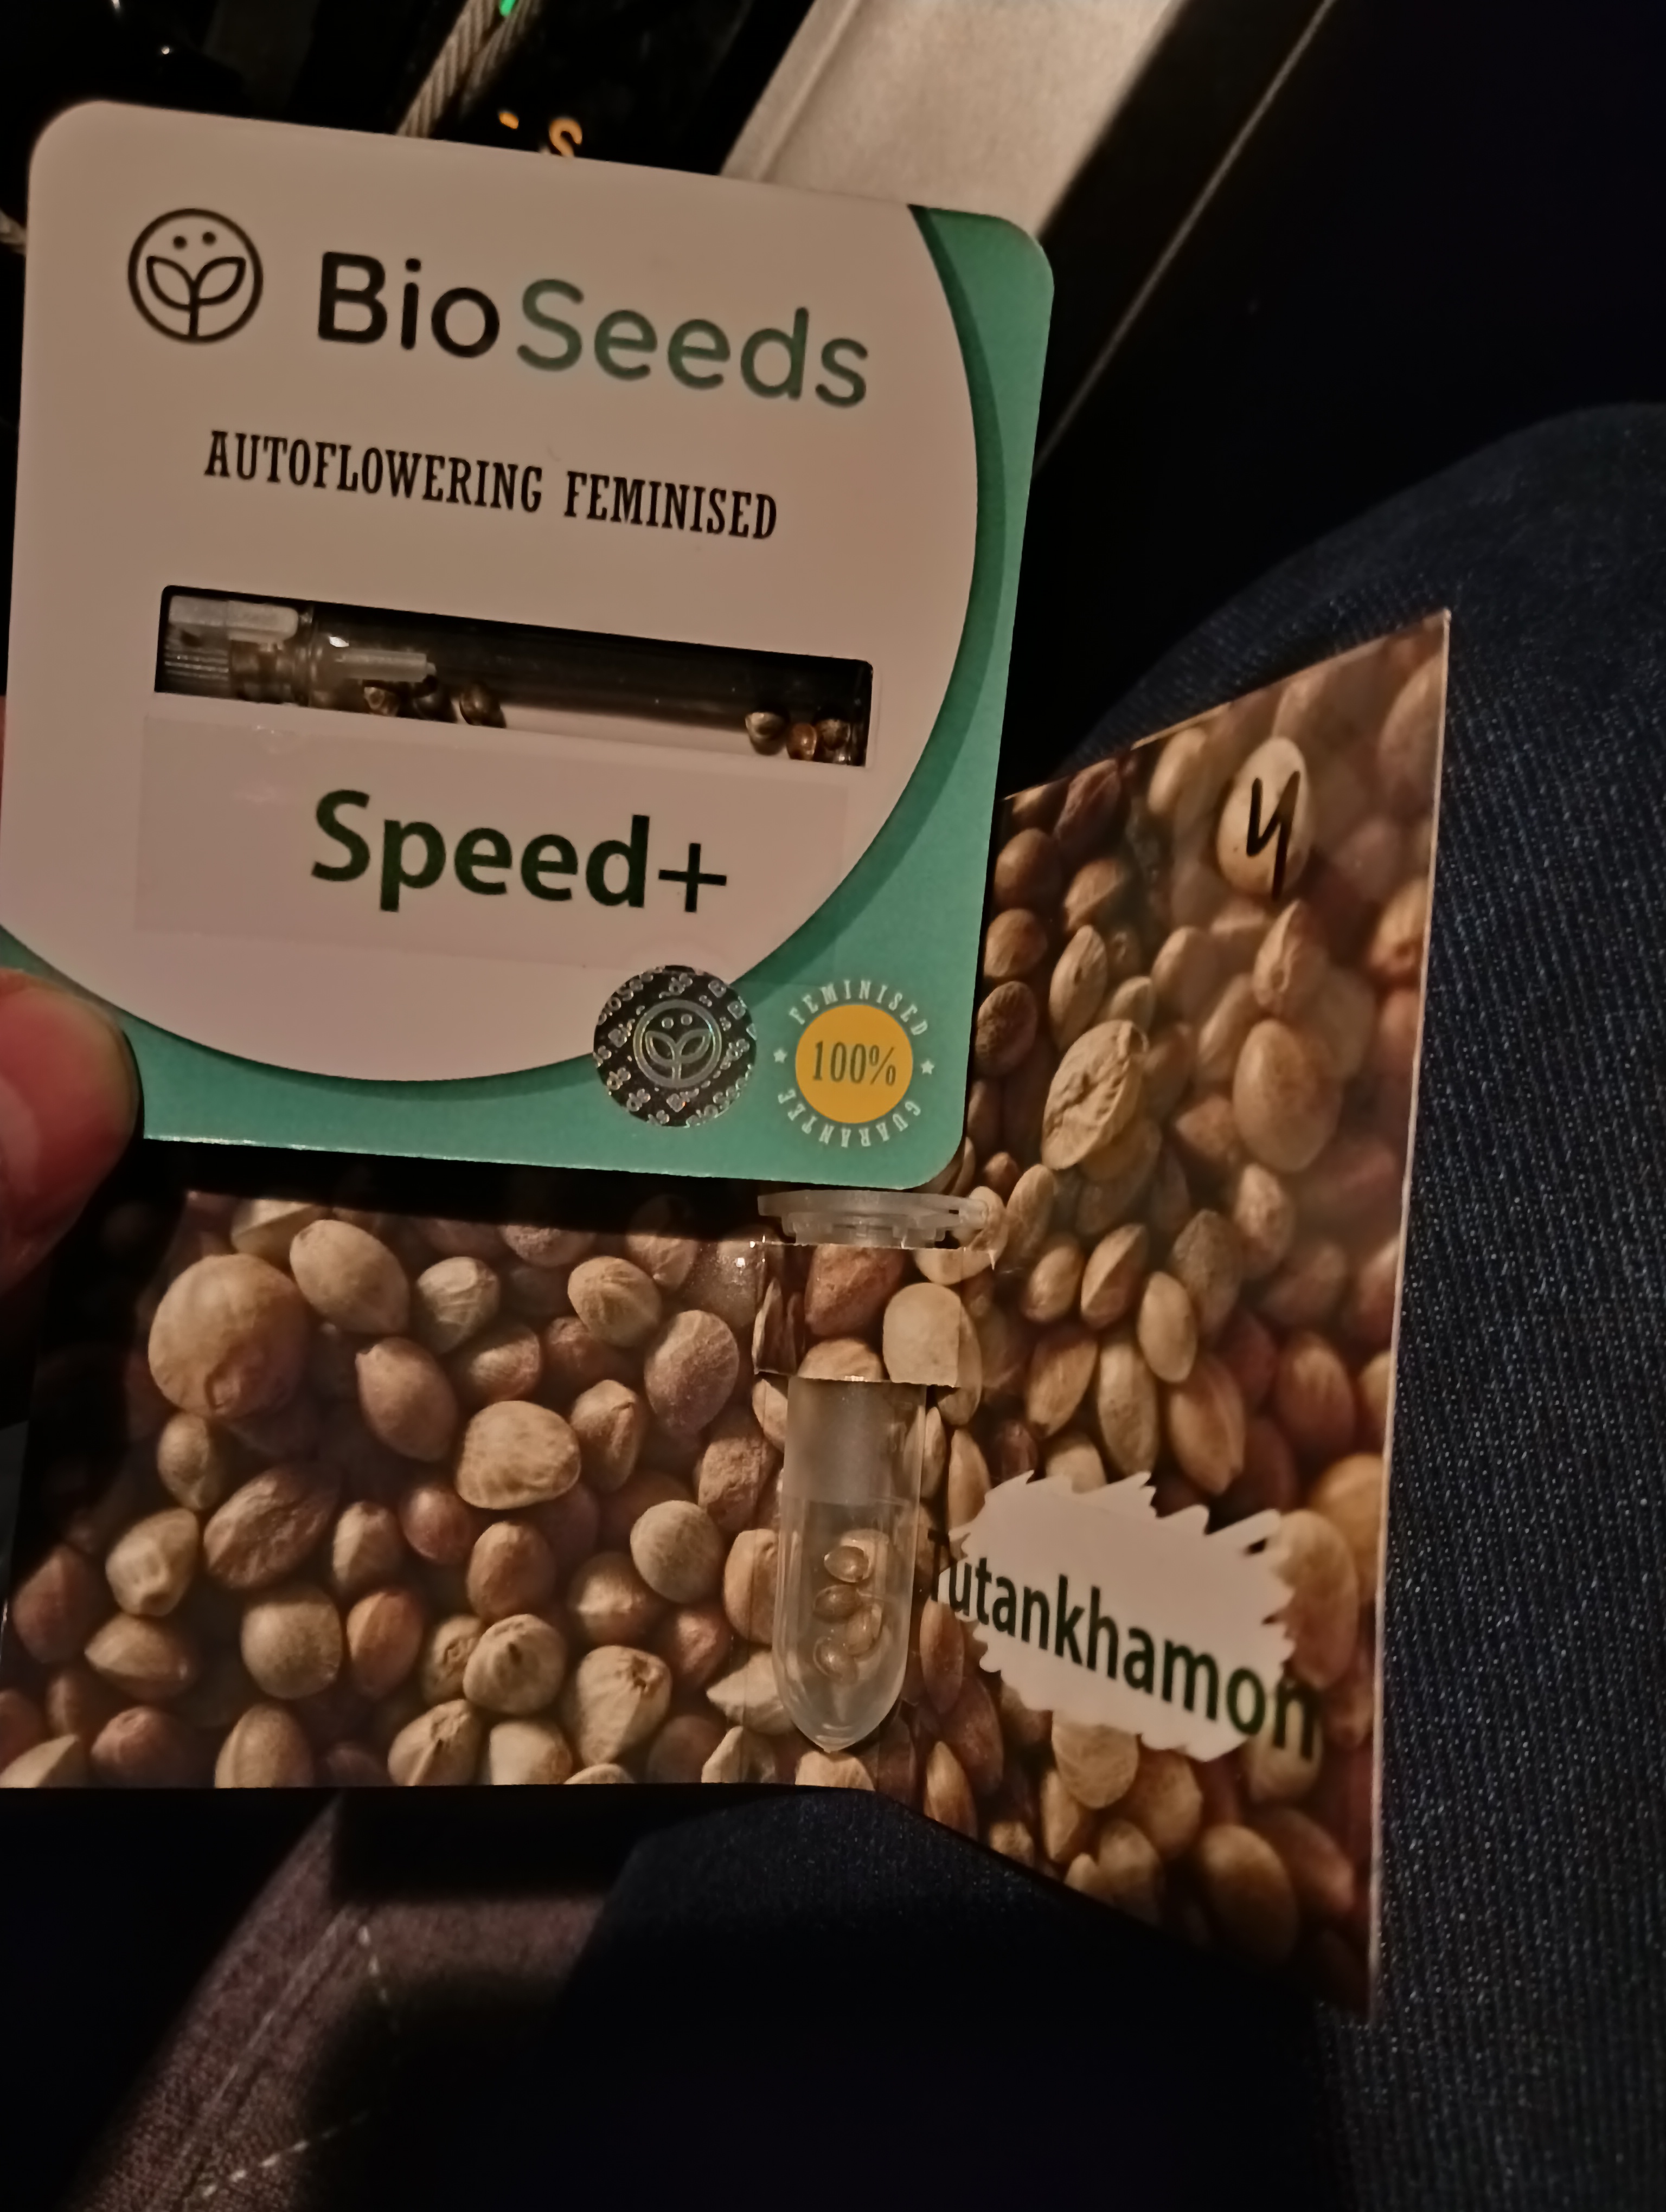 BioSeeds
AUTOFLOWERING FEMINISED
Speed+
FEMINISED
100%
GUARANTEE
Tutankhamon